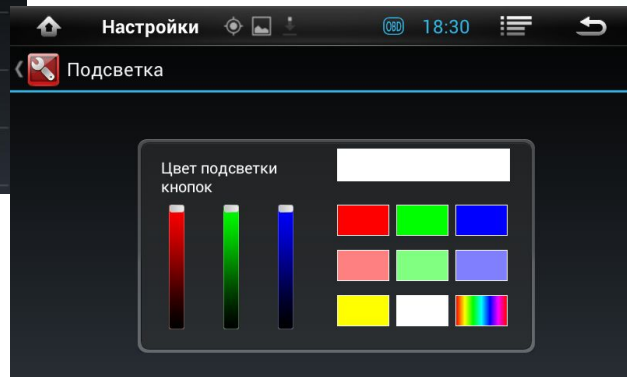 Настройки OBD 18:30
Подсветка
Цвет подсветки
кнопок